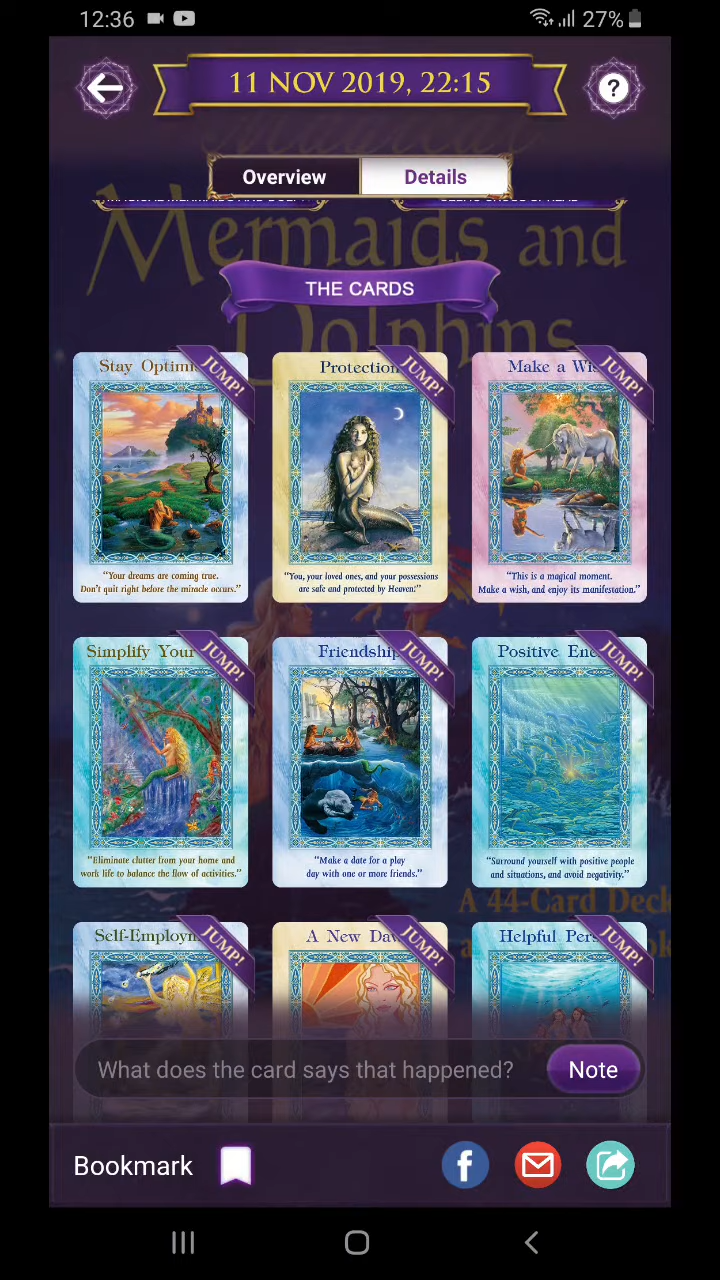 12:36
27%
11 NOV 2019, 22:15
?
Overview
Details
Mermaids and
Dolphins
THE CARDS
Stay Optimi
JUMP!
"Your dreams are coming true.
Don't quit right before the miracle occurs."
Protection
JUMP!
"You, your loved ones, and your possessions
are safe and protected by Heaven."
Make a Wis
JUMP!
"This is a magical moment.
Make a wish, and enjoy its manifestation."
Simplify Your
JUMP!
"Eliminate clutter from your home and
work life to balance the flow of activities."
Friendship
JUMP!
"Make a date for a play
day with one or more friends."
Positive Ene
JUMP!
"Surround yourself with positive people
and situations, and avoid negativity."
A 44-Card Deck
Self-Employm
JUMP!
A New Daw
JUMP!
Helpful Pers
JUMP!
What does the card says that happened?
Note
Bookmark
f